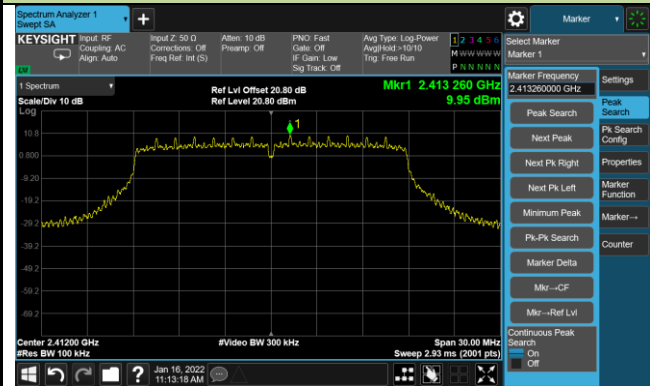 Spectrum Analyzer 1
Swept SA
Marker
KEYSIGHT
Input: RF
Coupling: AC
Align: Auto
Input Z: 50 Ω
Corrections: Off
Freq Ref: Int (S)
Atten: 10 dB
Preamp: Off
PNO: Fast
Gate: Off
IF Gain: Low
Sig Track: Off
Avg Type: Log-Power
Avg|Hold:>10/10
Trig: Free Run
1 2 3 4 5 6
M W W W W W
P N N N N N
Select Marker
Marker 1
LW
1 Spectrum
Scale/Div 10 dB
Log
Ref Lvl Offset 20.80 dB
Ref Level 20.80 dBm
Mkr1 2.413 260 GHz
9.95 dBm
1
10.8
0.800
-9.20
-19.2
-29.2
-39.2
-49.2
-59.2
-69.2
Center 2.41200 GHz
#Res BW 100 kHz
#Video BW 300 kHz
Span 30.00 MHz
Sweep 2.93 ms (2001 pts)
Marker Frequency
2.413260000 GHz
Peak Search
Next Peak
Next Pk Right
Next Pk Left
Minimum Peak
Pk-Pk Search
Marker Delta
Mkr→CF
Mkr→Ref Lvl
Continuous Peak
Search
On
Off
Settings
Peak
Search
Pk Search
Config
Properties
Marker
Function
Marker→
Counter
?
Jan 16, 2022
11:13:18 AM